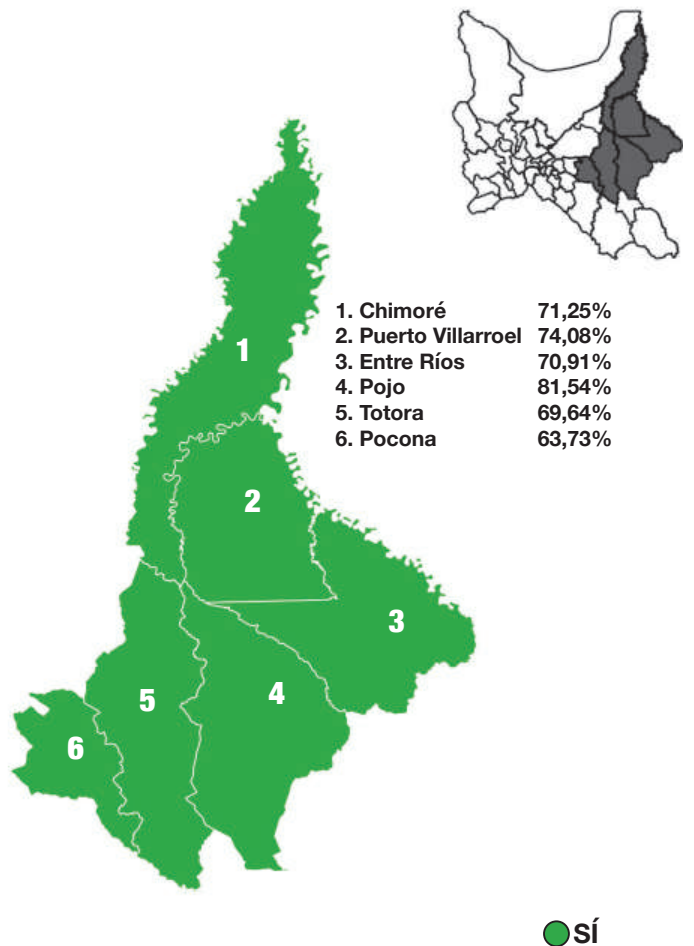 1. Chimoré 71,25%
2. Puerto Villarroel 74,08%
3. Entre Ríos 70,91%
4. Pojo 81,54%
5. Totora 69,64%
6. Pocona 63,73%
1
2
3
4
5
6
SÍ